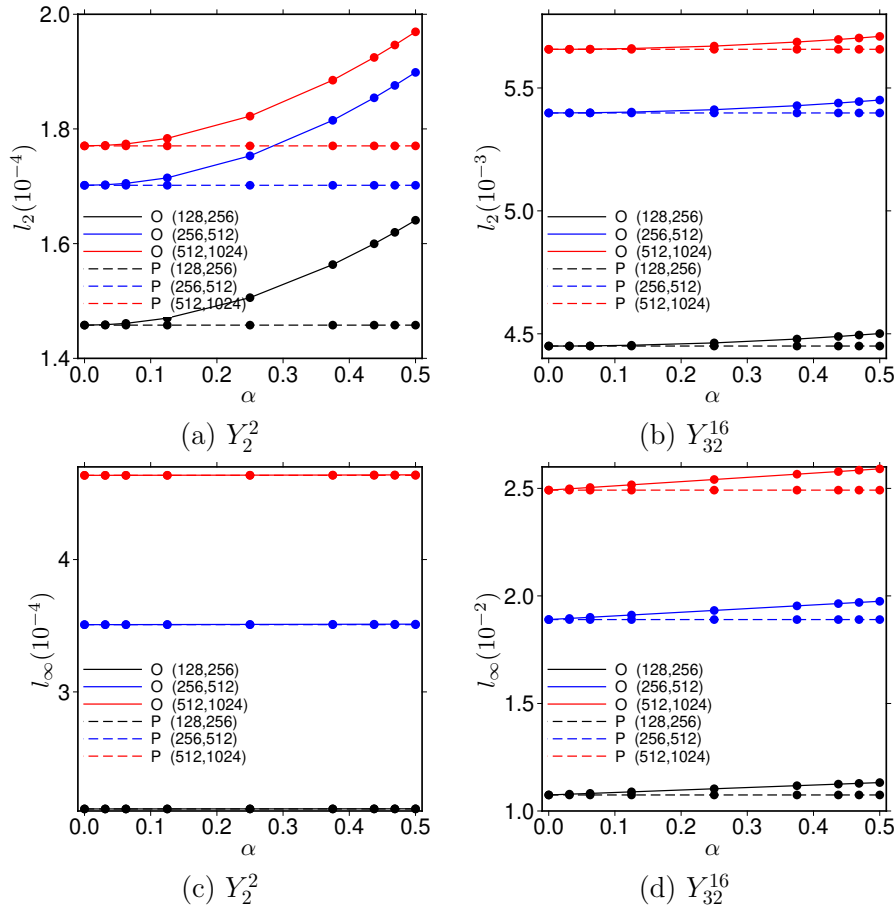 2.0
1.8
1.6
1.4
l₂(10⁻⁴)
O (128,256)
O (256,512)
O (512,1024)
P (128,256)
P (256,512)
P (512,1024)
0.0 0.1 0.2 0.3 0.4 0.5
α
(a) Y₂²
5.5
5.0
4.5
l₂(10⁻³)
O (128,256)
O (256,512)
O (512,1024)
P (128,256)
P (256,512)
P (512,1024)
0.0 0.1 0.2 0.3 0.4 0.5
α
(b) Y₃₂¹⁶
4
3
l∞(10⁻⁴)
O (128,256)
O (256,512)
O (512,1024)
P (128,256)
P (256,512)
P (512,1024)
0.0 0.1 0.2 0.3 0.4 0.5
α
(c) Y₂²
2.5
2.0
1.5
1.0
l∞(10⁻²)
O (128,256)
O (256,512)
O (512,1024)
P (128,256)
P (256,512)
P (512,1024)
0.0 0.1 0.2 0.3 0.4 0.5
α
(d) Y₃₂¹⁶